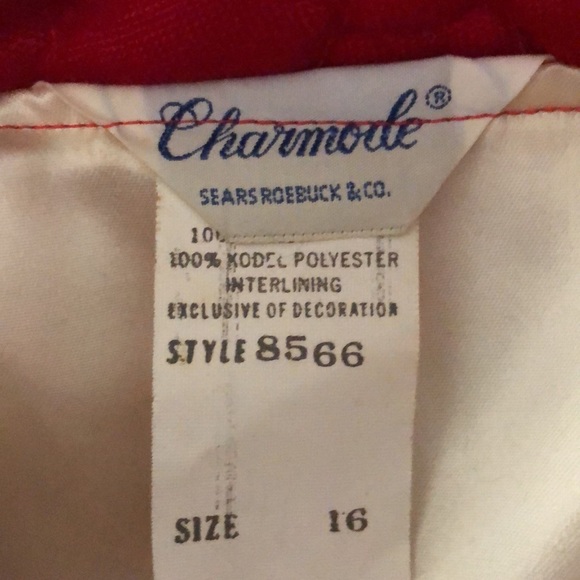 Charmode®
SEARS ROEBUCK & CO.
100% KODEL POLYESTER
INTERLINING
EXCLUSIVE OF DECORATION
STYLE 8566
SIZE 16